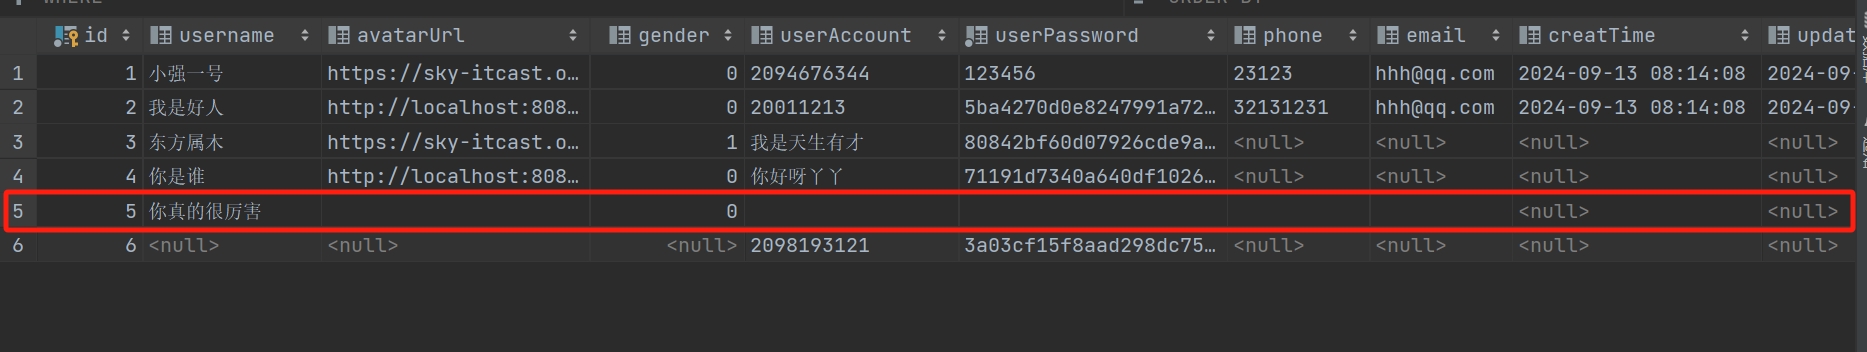 id username avatarUrl gender userAccount userPassword phone email creatTime updat
1 1 小强一号 https://sky-itcast.o… 0 2094676344 123456 23123 hhh@qq.com 2024-09-13 08:14:08 2024-09-
2 2 我是好人 http://localhost:808… 0 20011213 5ba4270d0e8247991a72… 32131231 hhh@qq.com 2024-09-13 08:14:08 2024-09-
3 3 东方属木 https://sky-itcast.o… 1 我是天生有才 80842bf60d07926cde9a… <null> <null> <null> <null>
4 4 你是谁 http://localhost:808… 0 你好呀丫丫 71191d7340a640df1026… <null> <null> <null> <null>
5 5 你真的很厉害 0 <null> <null>
6 6 <null> <null> <null> 2098193121 3a03cf15f8aad298dc75… <null> <null> <null> <null>